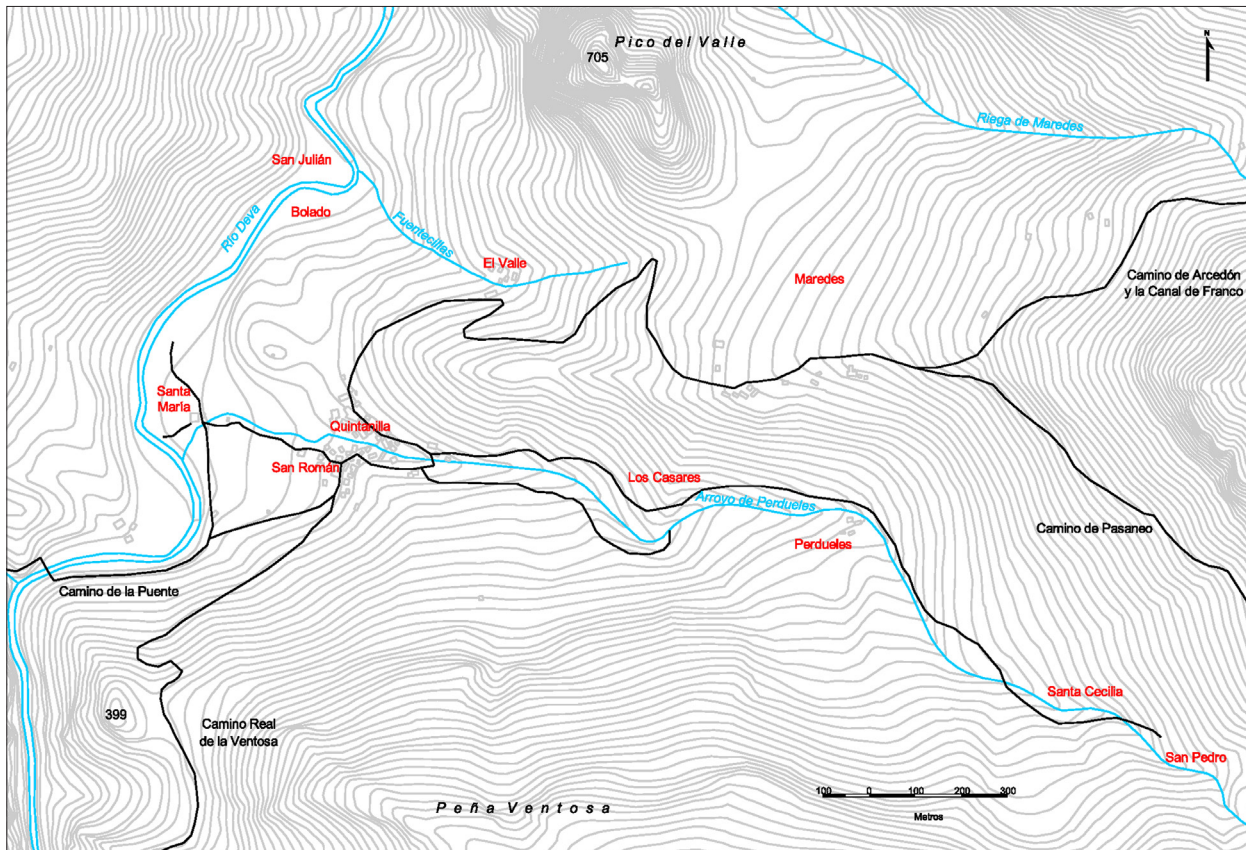 Pico del Valle
705
N
Riega de Maredes
San Julián
Bolado
Río Deva
Fuentecillas
El Valle
Maredes
Camino de Arcedón
y la Canal de Franco
Santa
María
Quintanilla
San Román
Los Casares
Arroyo de Perdueles
Perdueles
Camino de Pasaneo
Camino de la Puente
399
Camino Real
de la Ventosa
Santa Cecilia
San Pedro
Peña Ventosa
100 0 100 200 300
Metros